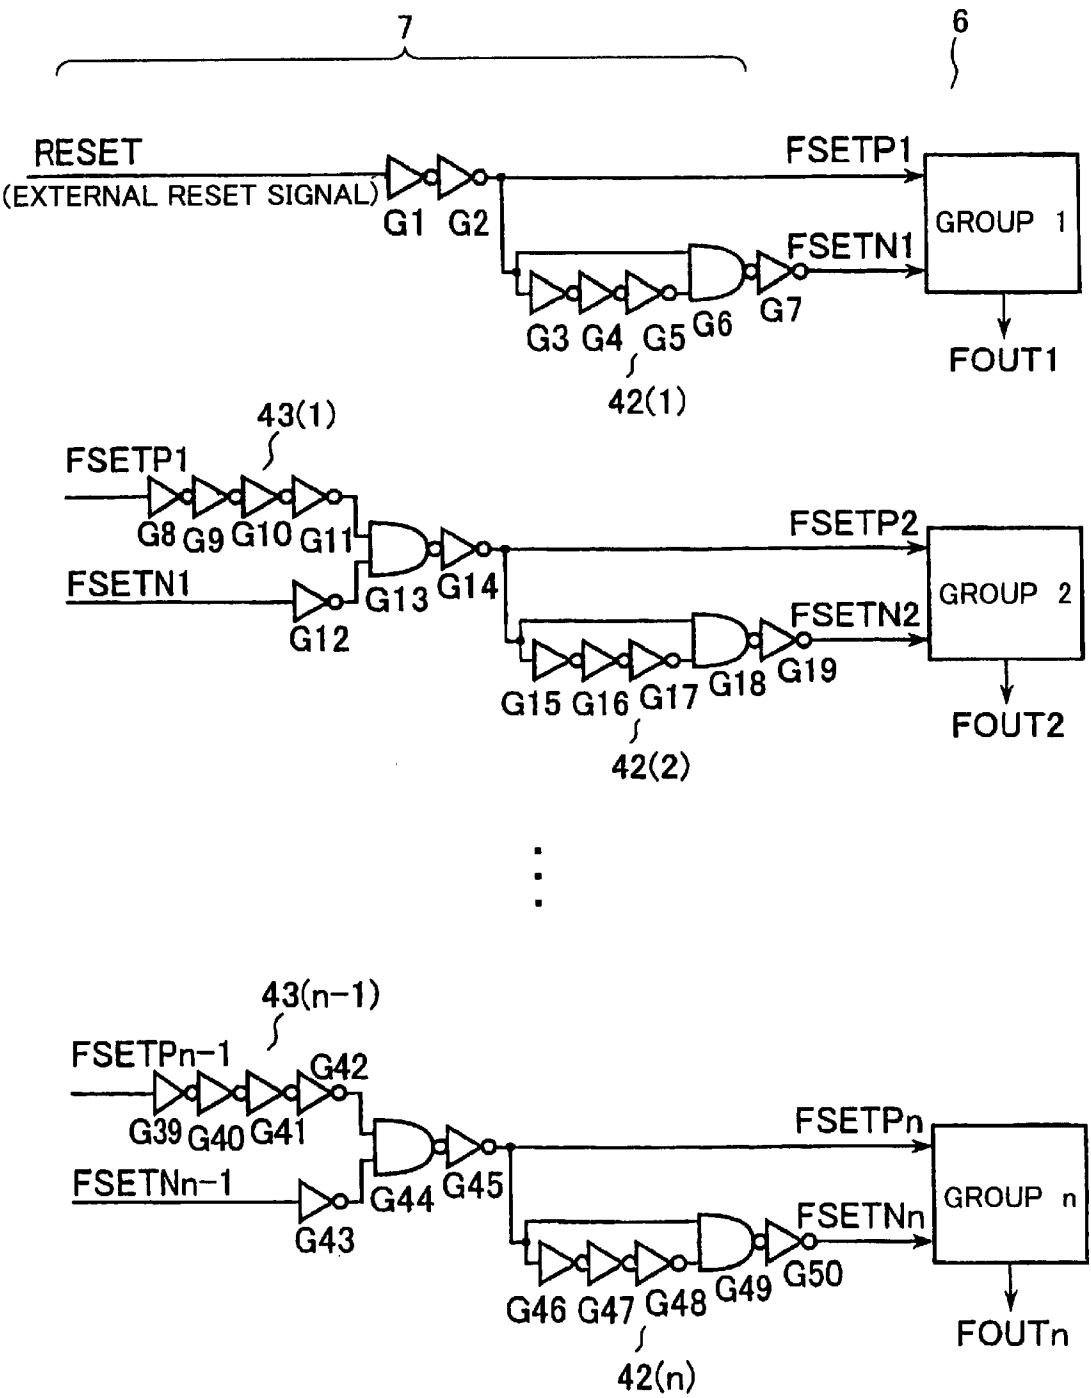 7
6
RESET
(EXTERNAL RESET SIGNAL)
G1 G2
FSETP1
FSETN1
GROUP 1
G3 G4 G5 G6 G7
42(1)
FOUT1
43(1)
FSETP1
G8 G9 G10 G11
FSETN1
G12
G13 G14
FSETP2
FSETN2
GROUP 2
G15 G16 G17 G18 G19
42(2)
FOUT2
43(n-1)
FSETPn-1
G42
G39 G40 G41
FSETNn-1
G43
G44 G45
FSETPn
FSETNn
GROUP n
G46 G47 G48 G49 G50
42(n)
FOUTn